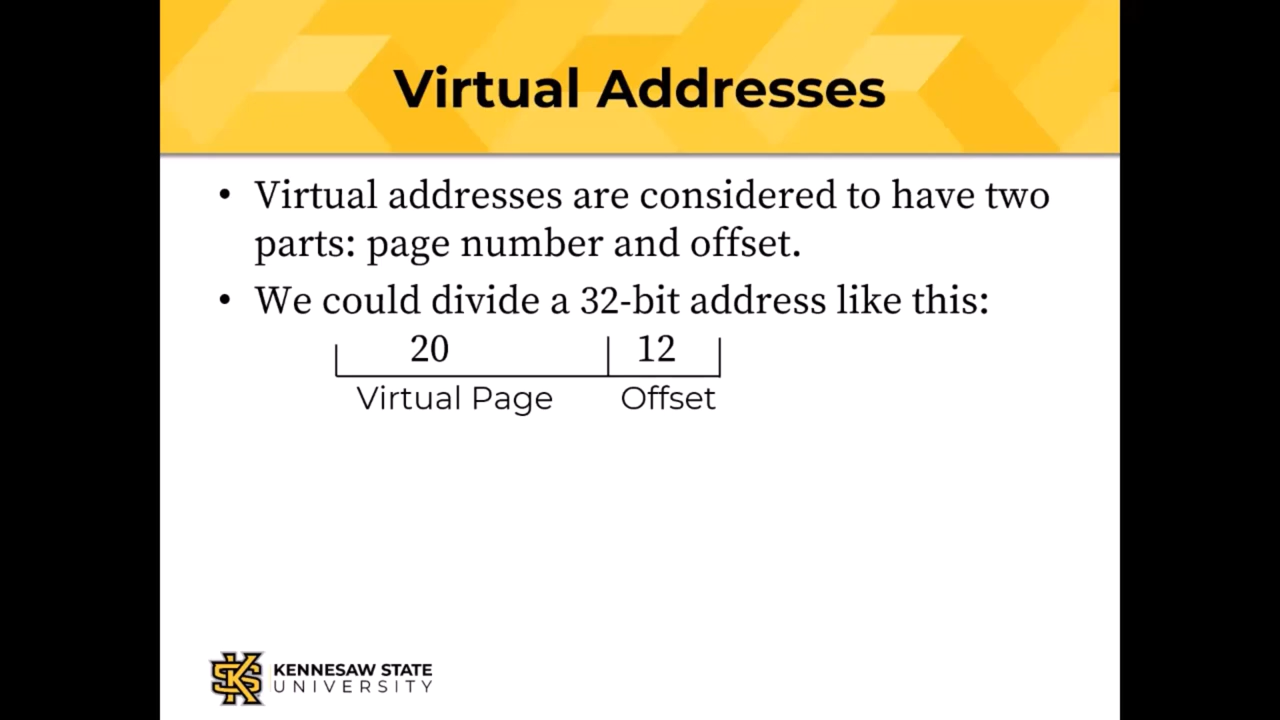 Virtual Addresses
• Virtual addresses are considered to have two
parts: page number and offset.
• We could divide a 32-bit address like this:
20 12
Virtual Page Offset
KENNESAW STATE
UNIVERSITY